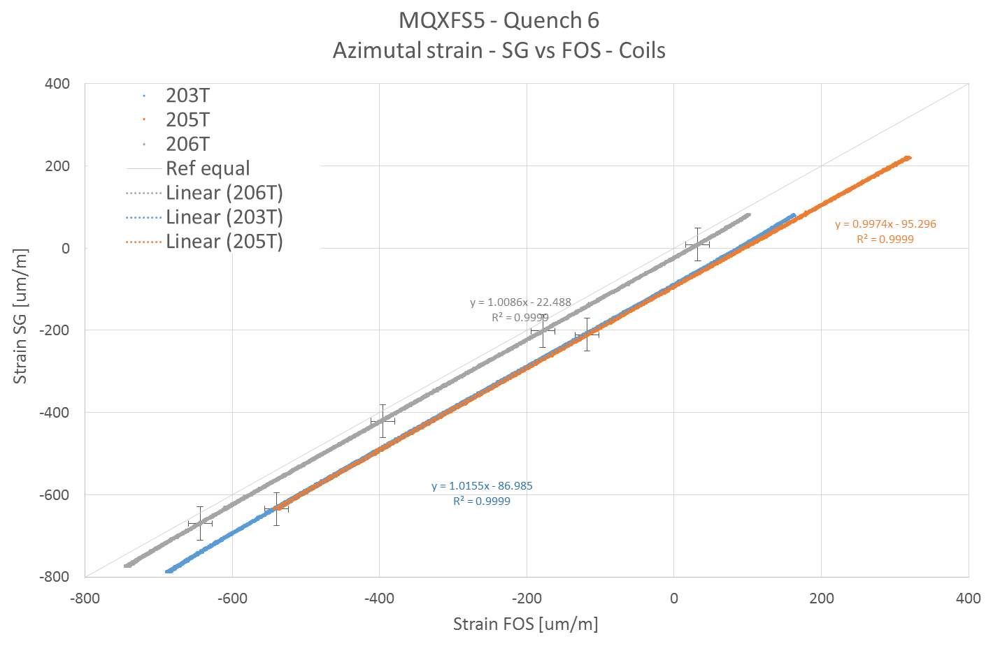 MQXFS5 - Quench 6
Azimutal strain - SG vs FOS - Coils
400
200
0
-200
-400
-600
-800
Strain SG [um/m]
203T
205T
206T
Ref equal
Linear (206T)
Linear (203T)
Linear (205T)
y = 0.9974x - 95.296
R² = 0.9999
y = 1.0086x - 22.488
R² = 0.9999
y = 1.0155x - 86.985
R² = 0.9999
-800
-600
-400
-200
0
200
400
Strain FOS [um/m]